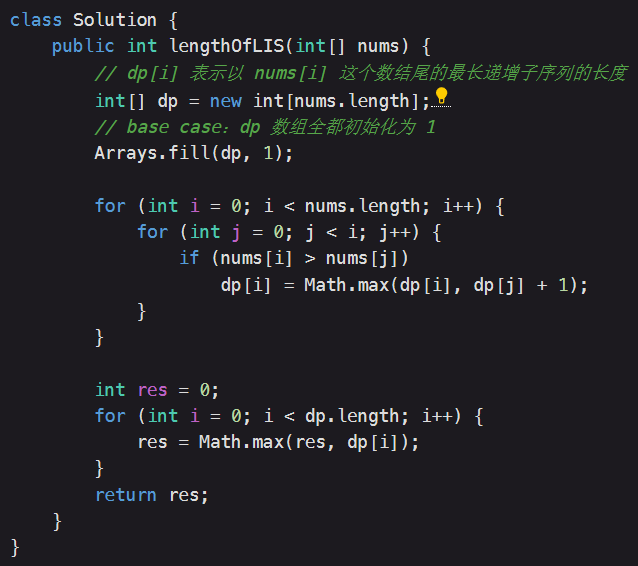 class Solution {
    public int lengthOfLIS(int[] nums) {
        // dp[i] 表示以 nums[i] 这个数结尾的最长递增子序列的长度
        int[] dp = new int[nums.length];
        // base case：dp 数组全都初始化为 1
        Arrays.fill(dp, 1);

        for (int i = 0; i < nums.length; i++) {
            for (int j = 0; j < i; j++) {
                if (nums[i] > nums[j])
                    dp[i] = Math.max(dp[i], dp[j] + 1);
            }
        }

        int res = 0;
        for (int i = 0; i < dp.length; i++) {
            res = Math.max(res, dp[i]);
        }
        return res;
    }
}